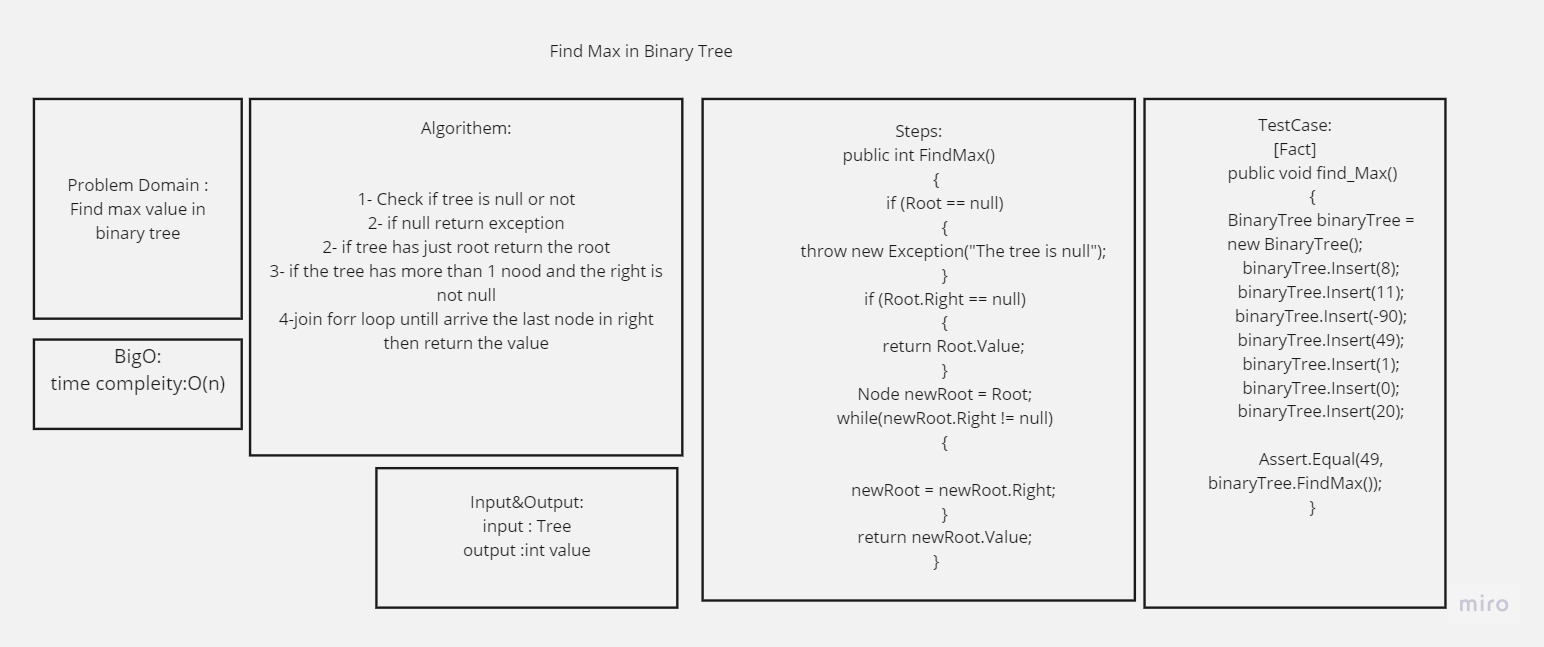 Find Max in Binary Tree
Problem Domain :
Find max value in
binary tree
BigO:
time compleity:O(n)
Algorithem:
1- Check if tree is null or not
2- if null return exception
2- if tree has just root return the root
3- if the tree has more than 1 nood and the right is
not null
4-join forr loop untill arrive the last node in right
then return the value
Input&Output:
input : Tree
output :int value
Steps:
public int FindMax()
{
if (Root == null)
{
throw new Exception("The tree is null");
}
if (Root.Right == null)
{
return Root.Value;
}
Node newRoot = Root;
while(newRoot.Right != null)
{
newRoot = newRoot.Right;
}
return newRoot.Value;
}
TestCase:
[Fact]
public void find_Max()
{
BinaryTree binaryTree =
new BinaryTree();
binaryTree.Insert(8);
binaryTree.Insert(11);
binaryTree.Insert(-90);
binaryTree.Insert(49);
binaryTree.Insert(1);
binaryTree.Insert(0);
binaryTree.Insert(20);
Assert.Equal(49,
binaryTree.FindMax());
}
miro